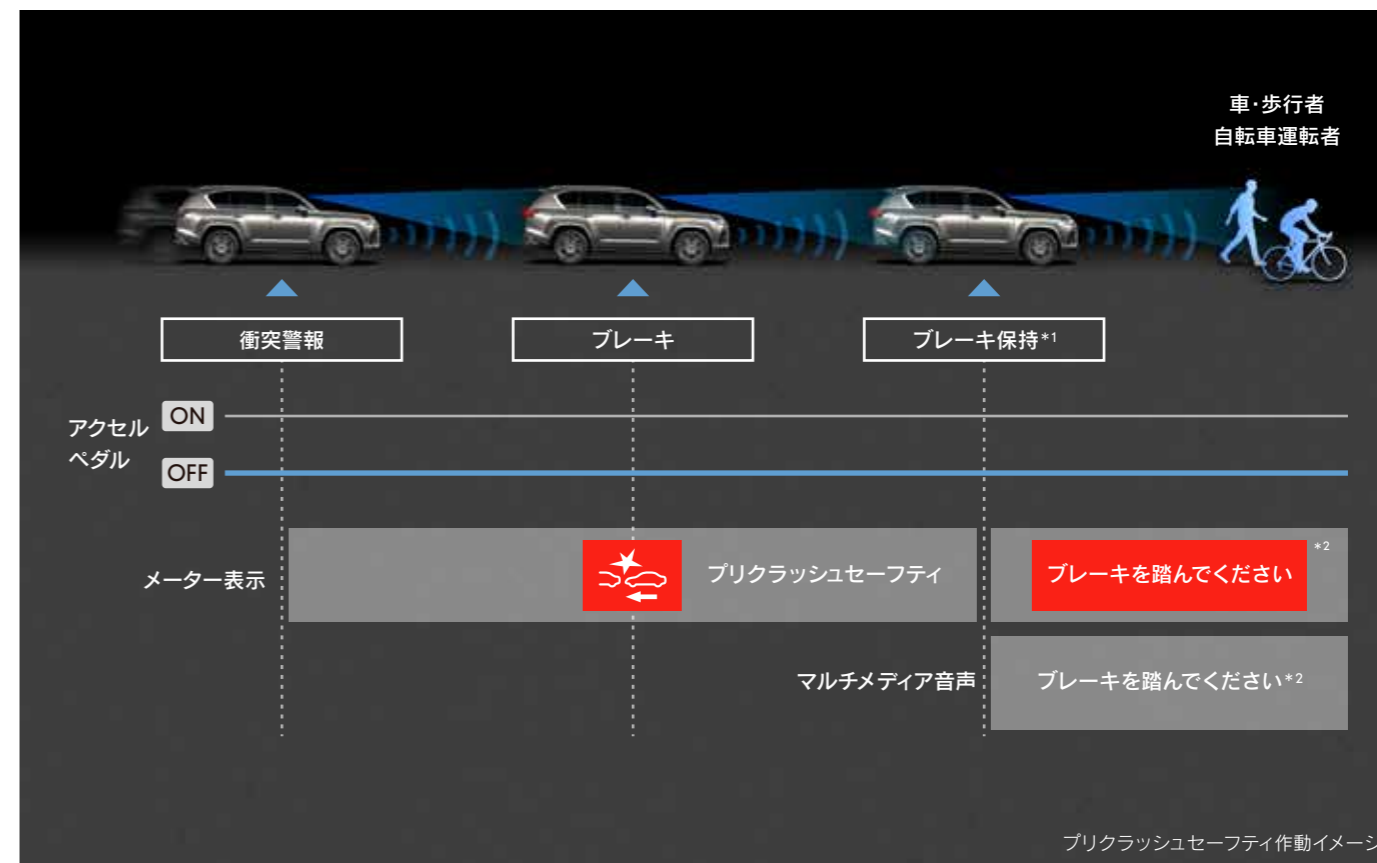 車・歩行者
自転車運転者
衝突警報
ブレーキ
ブレーキ保持*1
アクセル
ペダル
ON
OFF
メーター表示
プリクラッシュセーフティ
ブレーキを踏んでください
*2
マルチメディア音声
ブレーキを踏んでください*2
プリクラッシュセーフティ作動イメージ